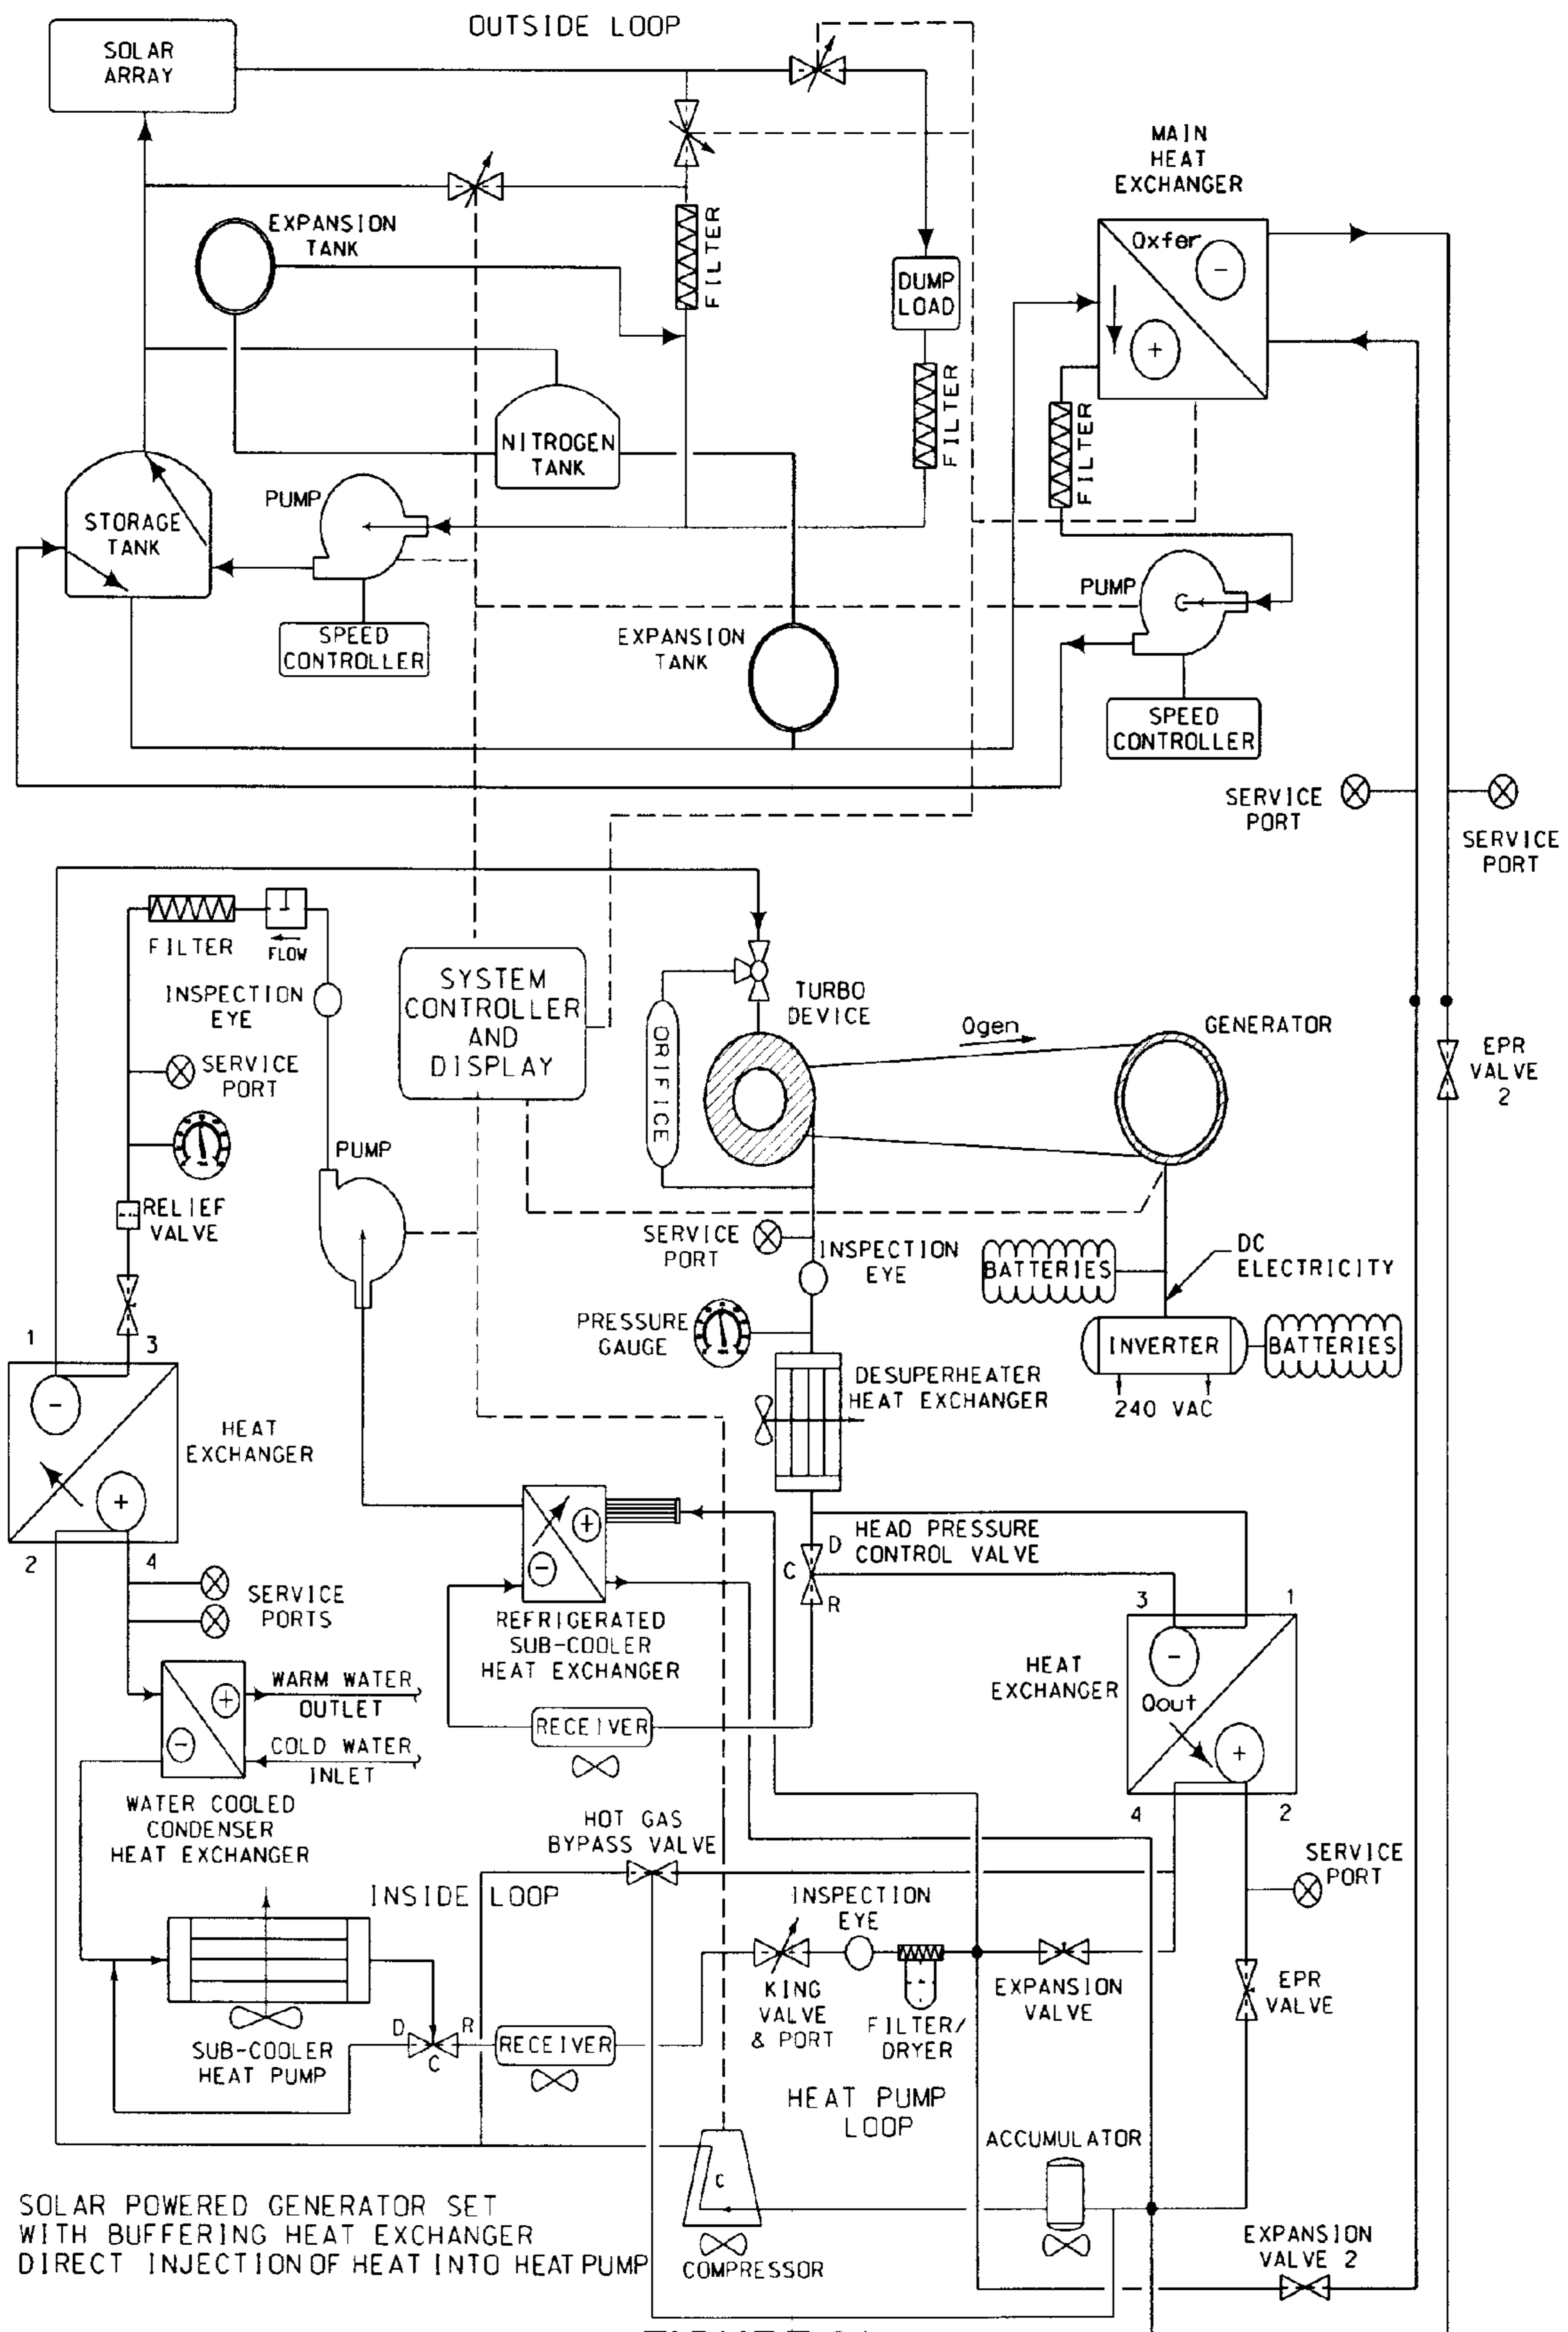 OUTSIDE LOOP
SOLAR
ARRAY
MAIN
HEAT
EXCHANGER
EXPANSION
TANK
FILTER
Qxfer
−
+
DUMP
LOAD
FILTER
FILTER
NITROGEN
TANK
PUMP
STORAGE
TANK
PUMP
C
SPEED
CONTROLLER
EXPANSION
TANK
SPEED
CONTROLLER
SERVICE
PORT
SERVICE
PORT
FILTER
FLOW
INSPECTION
EYE
SYSTEM
CONTROLLER
AND
DISPLAY
ORIFICE
TURBO
DEVICE
Qgen
GENERATOR
EPR
VALVE
2
SERVICE
PORT
PUMP
RELIEF
VALVE
SERVICE
PORT
INSPECTION
EYE
BATTERIES
DC
ELECTRICITY
PRESSURE
GAUGE
INVERTER
BATTERIES
240 VAC
1
3
−
+
HEAT
EXCHANGER
2
4
DESUPERHEATER
HEAT EXCHANGER
D
HEAD PRESSURE
CONTROL VALVE
C
R
+
−
REFRIGERATED
SUB-COOLER
HEAT EXCHANGER
SERVICE
PORTS
3
1
HEAT
EXCHANGER
−
Qout
+
4
2
WARM WATER
OUTLET
COLD WATER
INLET
+
−
WATER COOLED
CONDENSER
HEAT EXCHANGER
RECEIVER
HOT GAS
BYPASS VALVE
SERVICE
PORT
INSIDE LOOP
INSPECTION
EYE
KING
VALVE
& PORT
FILTER/
DRYER
EXPANSION
VALVE
EPR
VALVE
D
R
C
RECEIVER
SUB-COOLER
HEAT PUMP
HEAT PUMP
LOOP
ACCUMULATOR
C
COMPRESSOR
EXPANSION
VALVE 2
SOLAR POWERED GENERATOR SET
WITH BUFFERING HEAT EXCHANGER
DIRECT INJECTION OF HEAT INTO HEAT PUMP